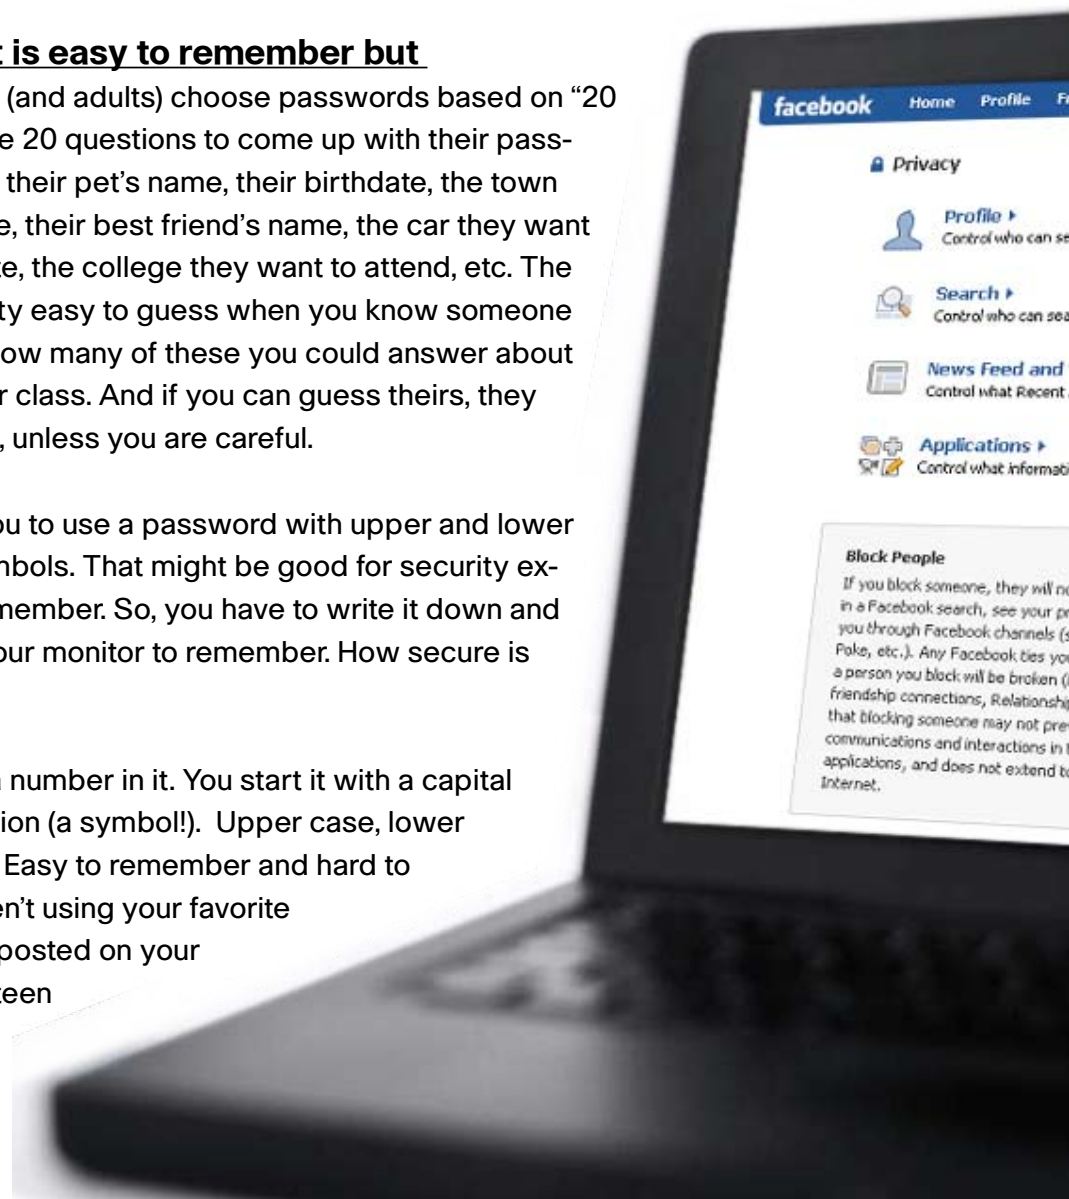 t is easy to remember but
(and adults) choose passwords based on “20
e 20 questions to come up with their pass-
their pet’s name, their birthdate, the town
e, their best friend’s name, the car they want
te, the college they want to attend, etc. The
ty easy to guess when you know someone
ow many of these you could answer about
r class. And if you can guess theirs, they
, unless you are careful.
ou to use a password with upper and lower
mbols. That might be good for security ex-
member. So, you have to write it down and
our monitor to remember. How secure is
a number in it. You start it with a capital
ion (a symbol!). Upper case, lower
Easy to remember and hard to
en’t using your favorite
posted on your
teen
facebook Home Profile Fr
Privacy
Profile
Control who can se
Search
Control who can sea
News Feed and
Control what Recent
Applications
Control what informati
Block People
If you block someone, they will no
in a Facebook search, see your pr
you through Facebook channels (s
Poke, etc.). Any Facebook ties you
a person you block will be broken (
friendship connections, Relationship
that blocking someone may not prev
communications and interactions in t
applications, and does not extend to
Internet.